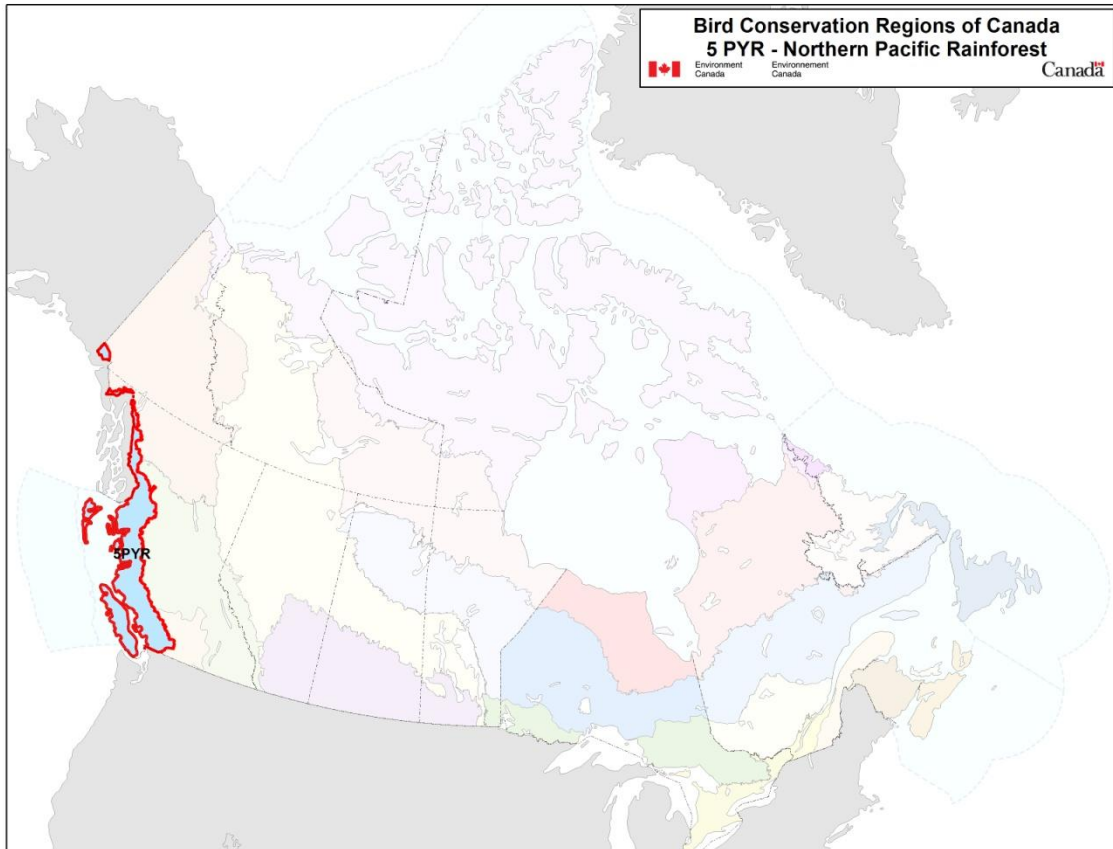 Bird Conservation Regions of Canada
5 PYR - Northern Pacific Rainforest
Environment Environnement
Canada Canada
Canada
5PYR